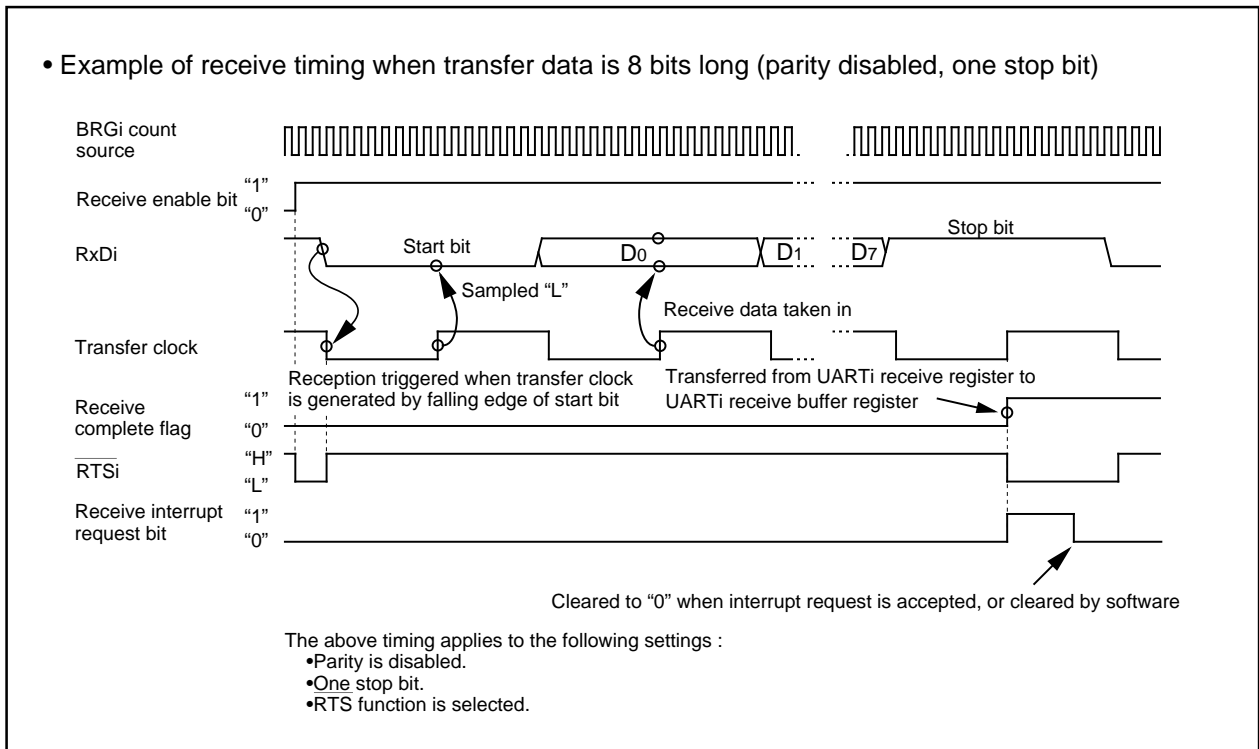 • Example of receive timing when transfer data is 8 bits long (parity disabled, one stop bit)
BRGi count
source
Receive enable bit
“1”
“0”
RxDi
Start bit
D0
D1
D7
Stop bit
Sampled “L”
Receive data taken in
Transfer clock
Reception triggered when transfer clock
is generated by falling edge of start bit
Transferred from UARTi receive register to
UARTi receive buffer register
Receive
complete flag
“1”
“0”
RTSi
“H”
“L”
Receive interrupt
request bit
“1”
“0”
Cleared to “0” when interrupt request is accepted, or cleared by software
The above timing applies to the following settings :
•Parity is disabled.
•One stop bit.
•RTS function is selected.